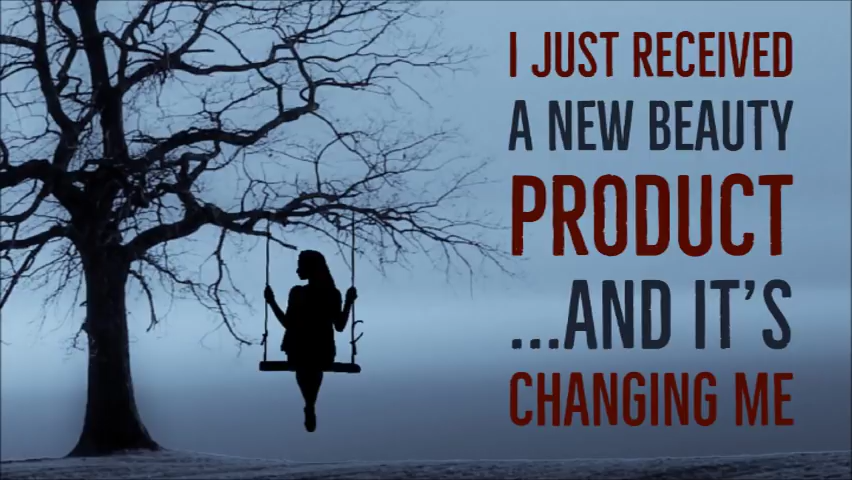 I JUST RECEIVED
A NEW BEAUTY
PRODUCT
...AND IT'S
CHANGING ME